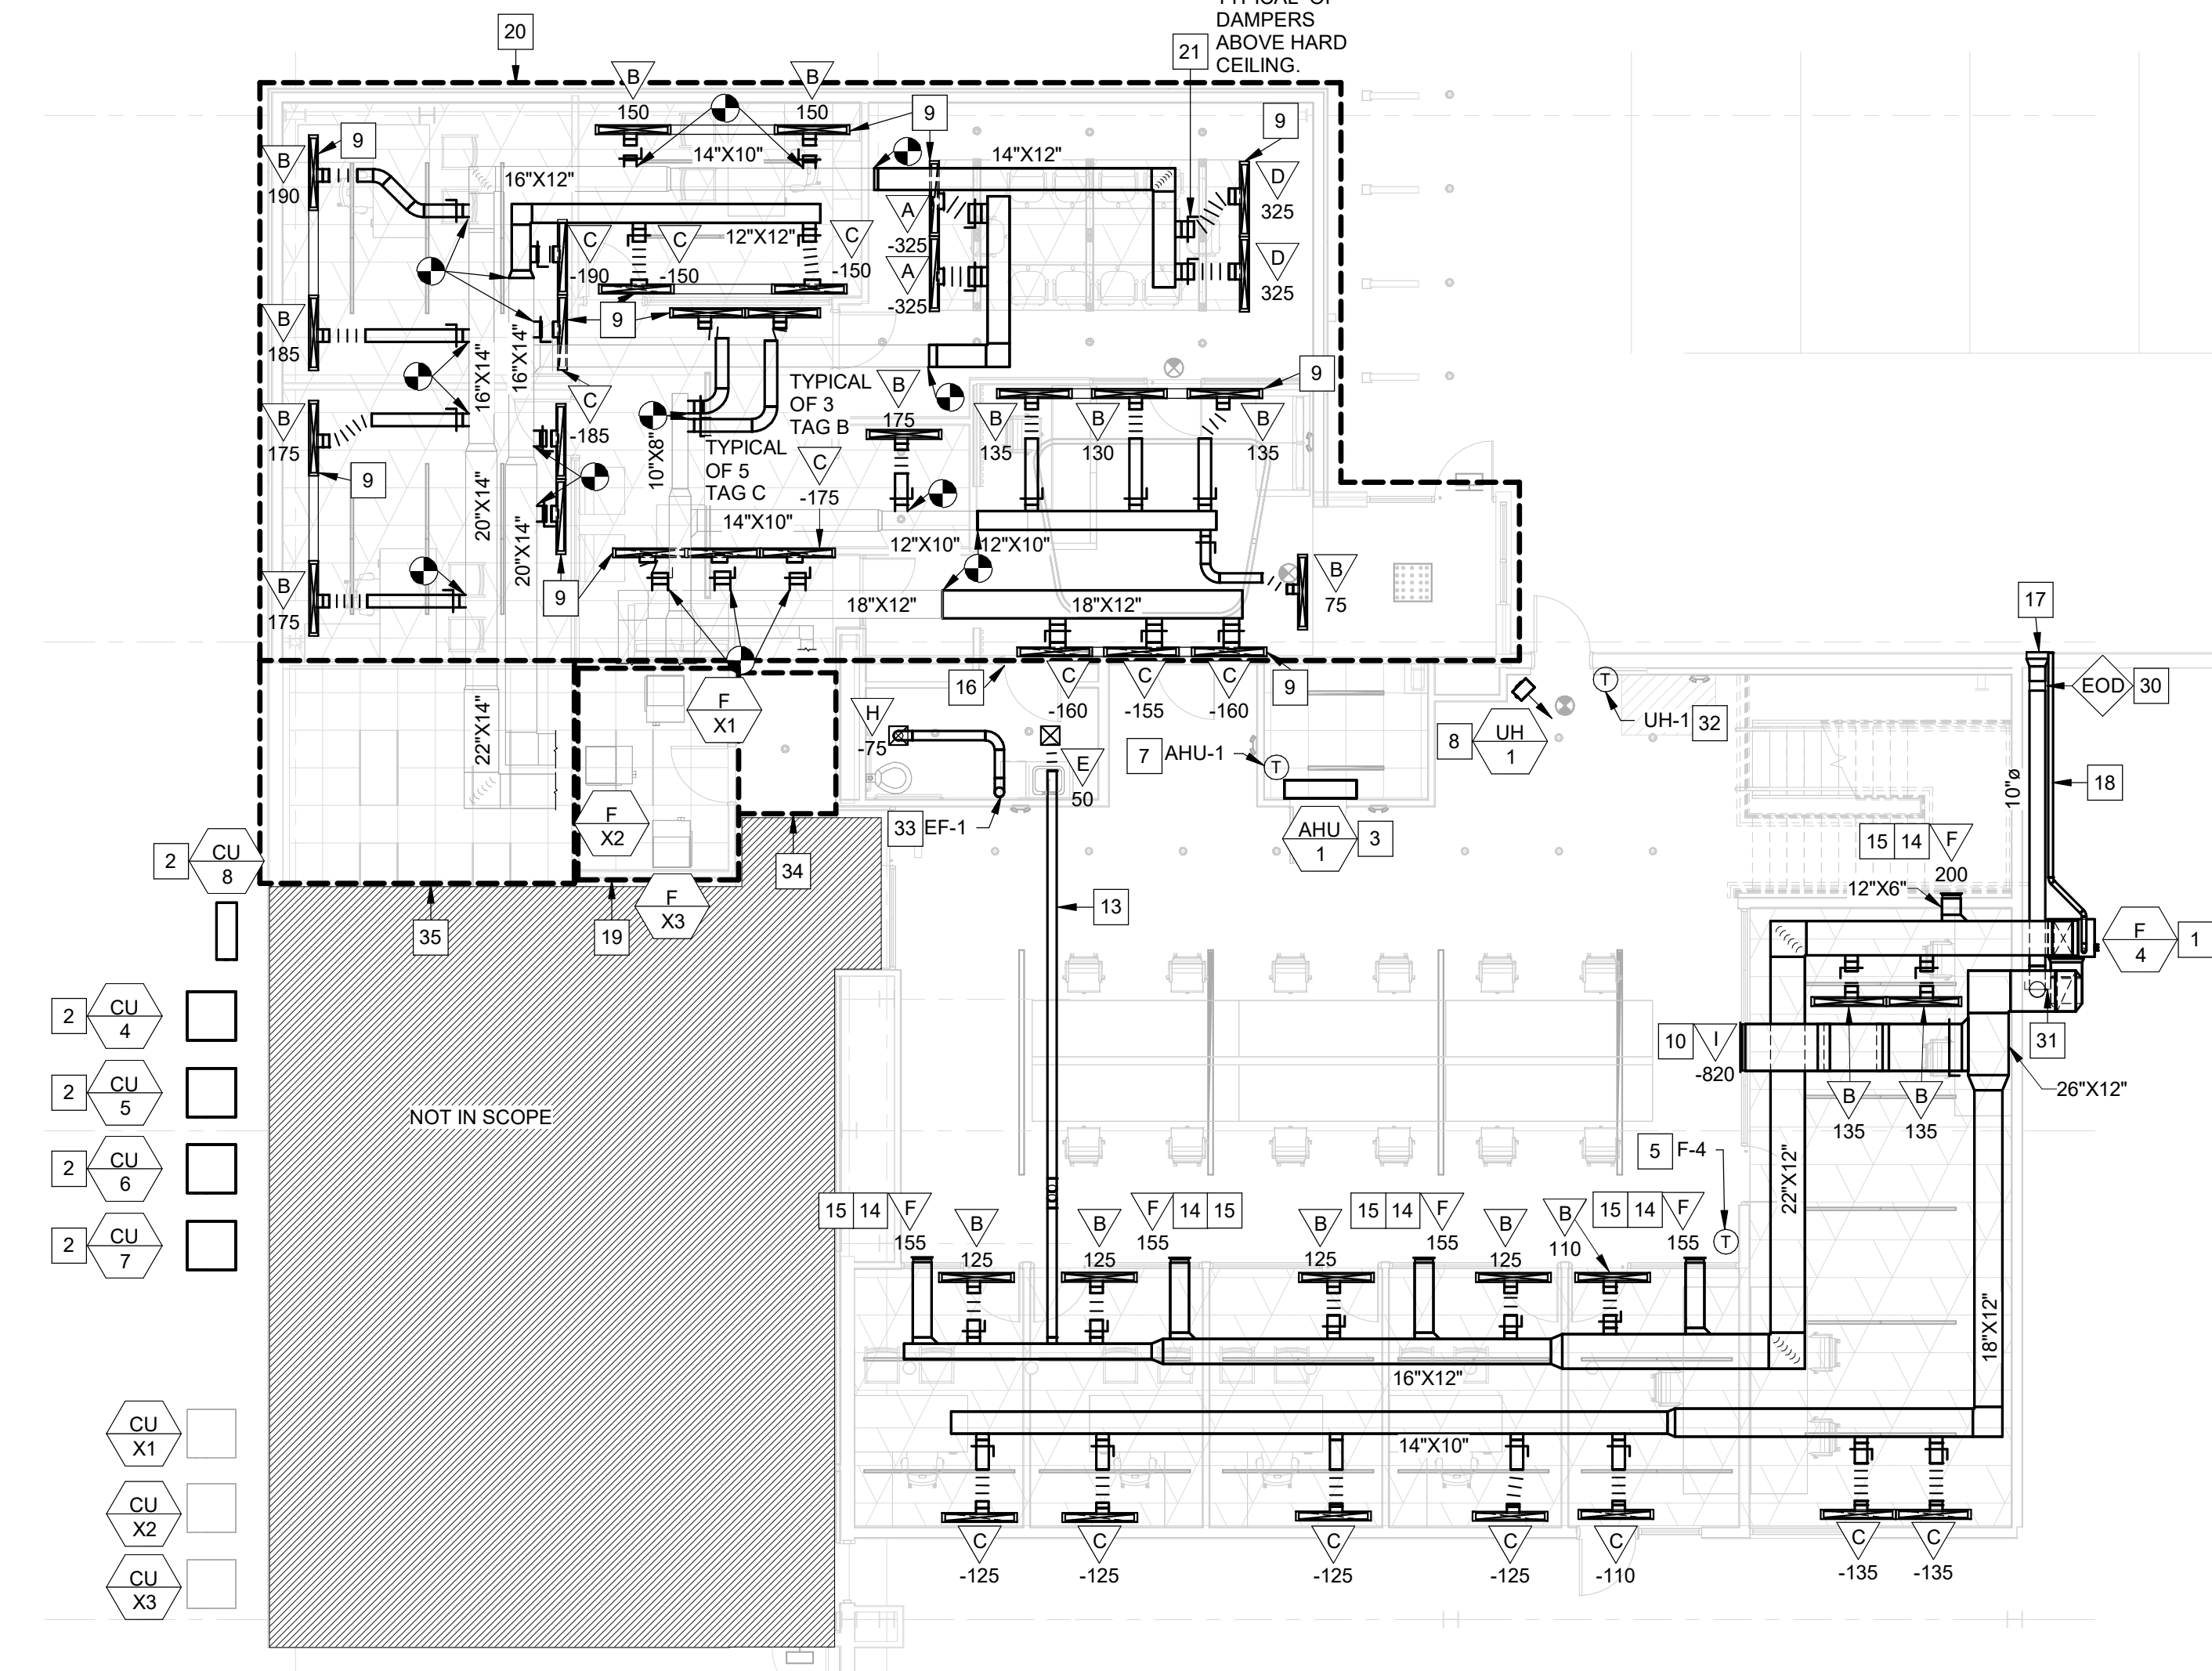 DAMPERS
ABOVE HARD
CEILING.
20
21
B
150
B
150
9
9
9
B
190
14"X10"
14"X12"
16"X12"
D
325
A
-325
C
-190
C
-150
12"X12"
C
-150
A
-325
D
325
B
185
9
16"X14"
16"X14"
9
C
-185
TYPICAL
OF 3
TAG B
B
175
B
135
B
130
B
135
B
175
9
10"X8"
TYPICAL
OF 5
TAG C
C
-175
20"X14"
20"X14"
14"X10"
12"X10"
12"X10"
B
175
9
18"X12"
18"X12"
B
75
17
16
C
-160
C
-155
C
-160
9
F
X1
H
-75
22"X14"
7
AHU-1
T
8
UH
1
T
UH-1
32
EOD
30
E
50
10"ø
18
F
X2
33
EF-1
AHU
1
3
15
14
F
200
2
CU
8
34
12"X6"
35
19
F
X3
13
F
4
1
2
CU
4
10
I
-820
31
26"X12"
2
CU
5
NOT IN SCOPE
B
135
B
135
2
CU
6
5
F-4
22"X12"
2
CU
7
15
14
F
155
B
125
B
125
F
155
14
15
B
125
15
14
F
155
B
125
B
110
15
14
F
155
T
18"X12"
16"X12"
14"X10"
CU
X1
CU
X2
CU
X3
C
-125
C
-125
C
-125
C
-125
C
-110
C
-135
C
-135